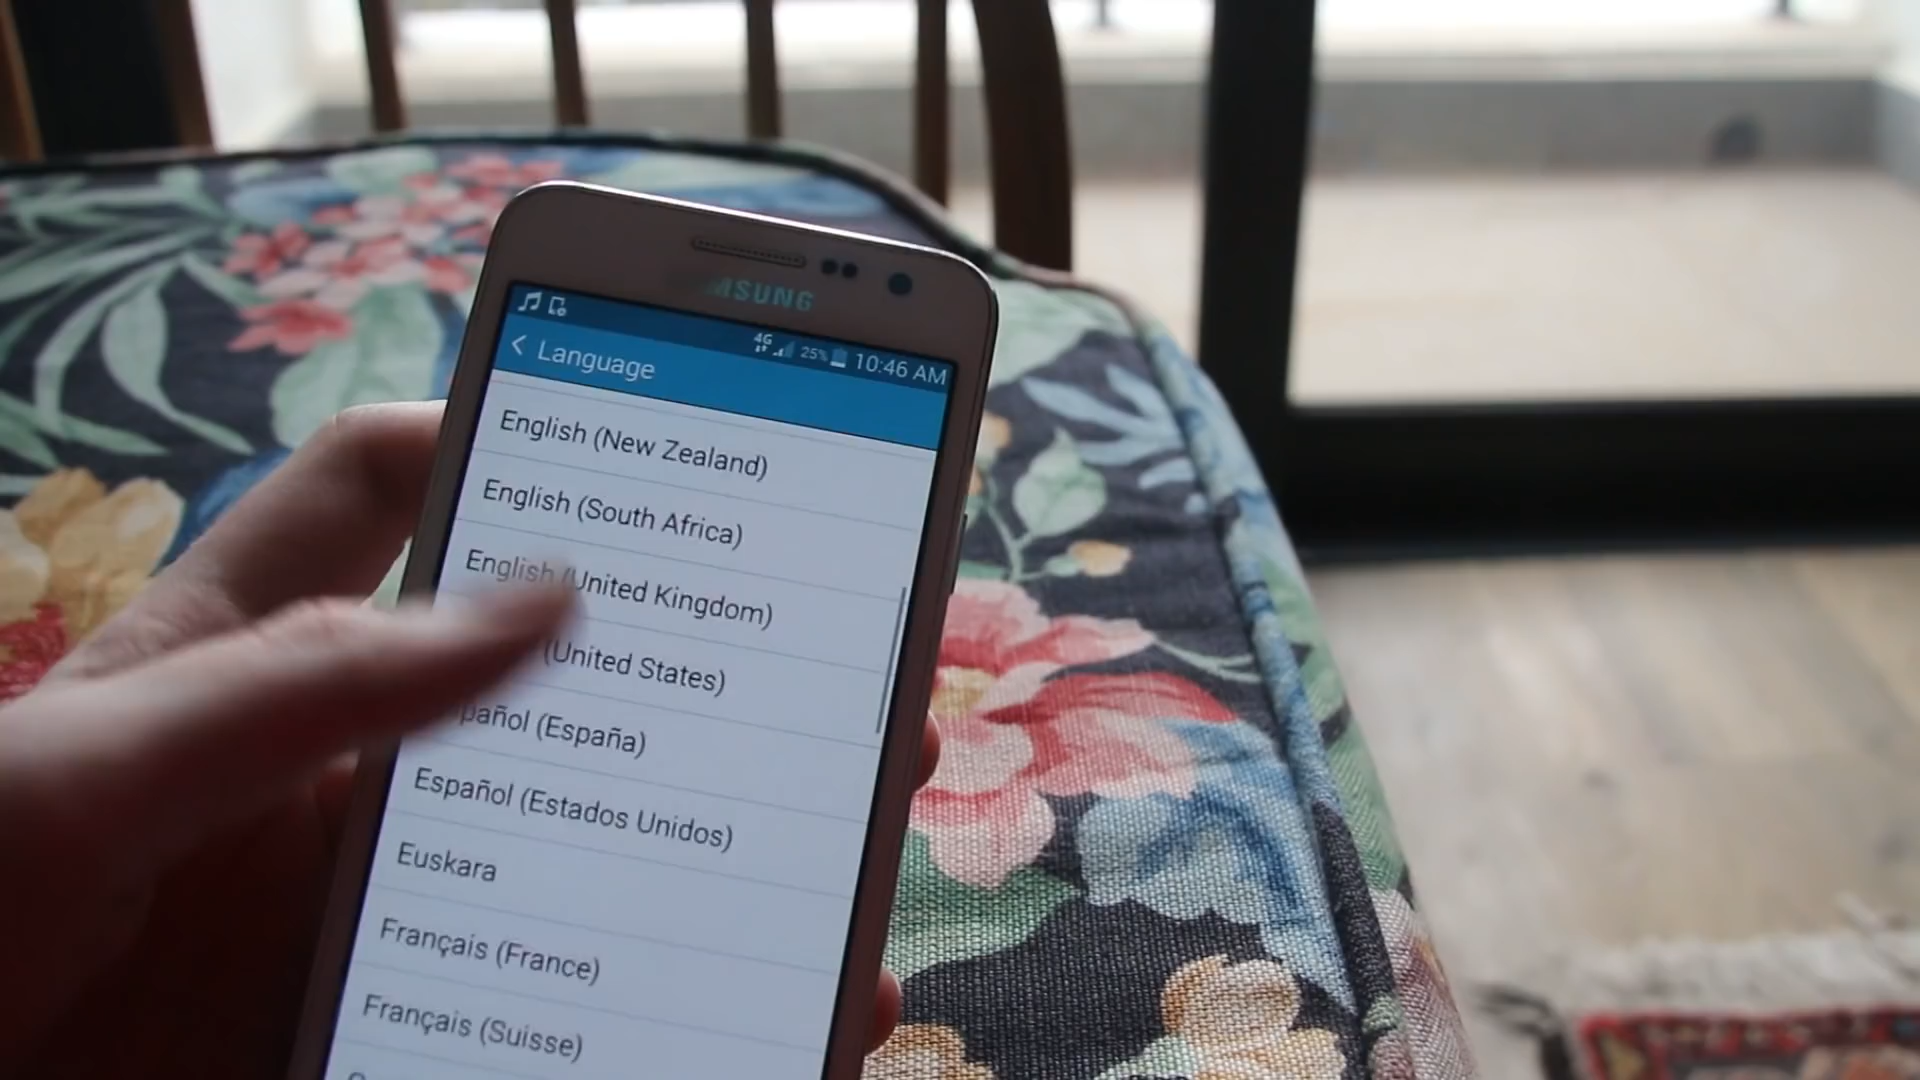 MSUNG
4G 25% 10:46 AM
Language
English (New Zealand)
English (South Africa)
English (United Kingdom)
(United States)
pañol (España)
Español (Estados Unidos)
Euskara
Français (France)
Français (Suisse)